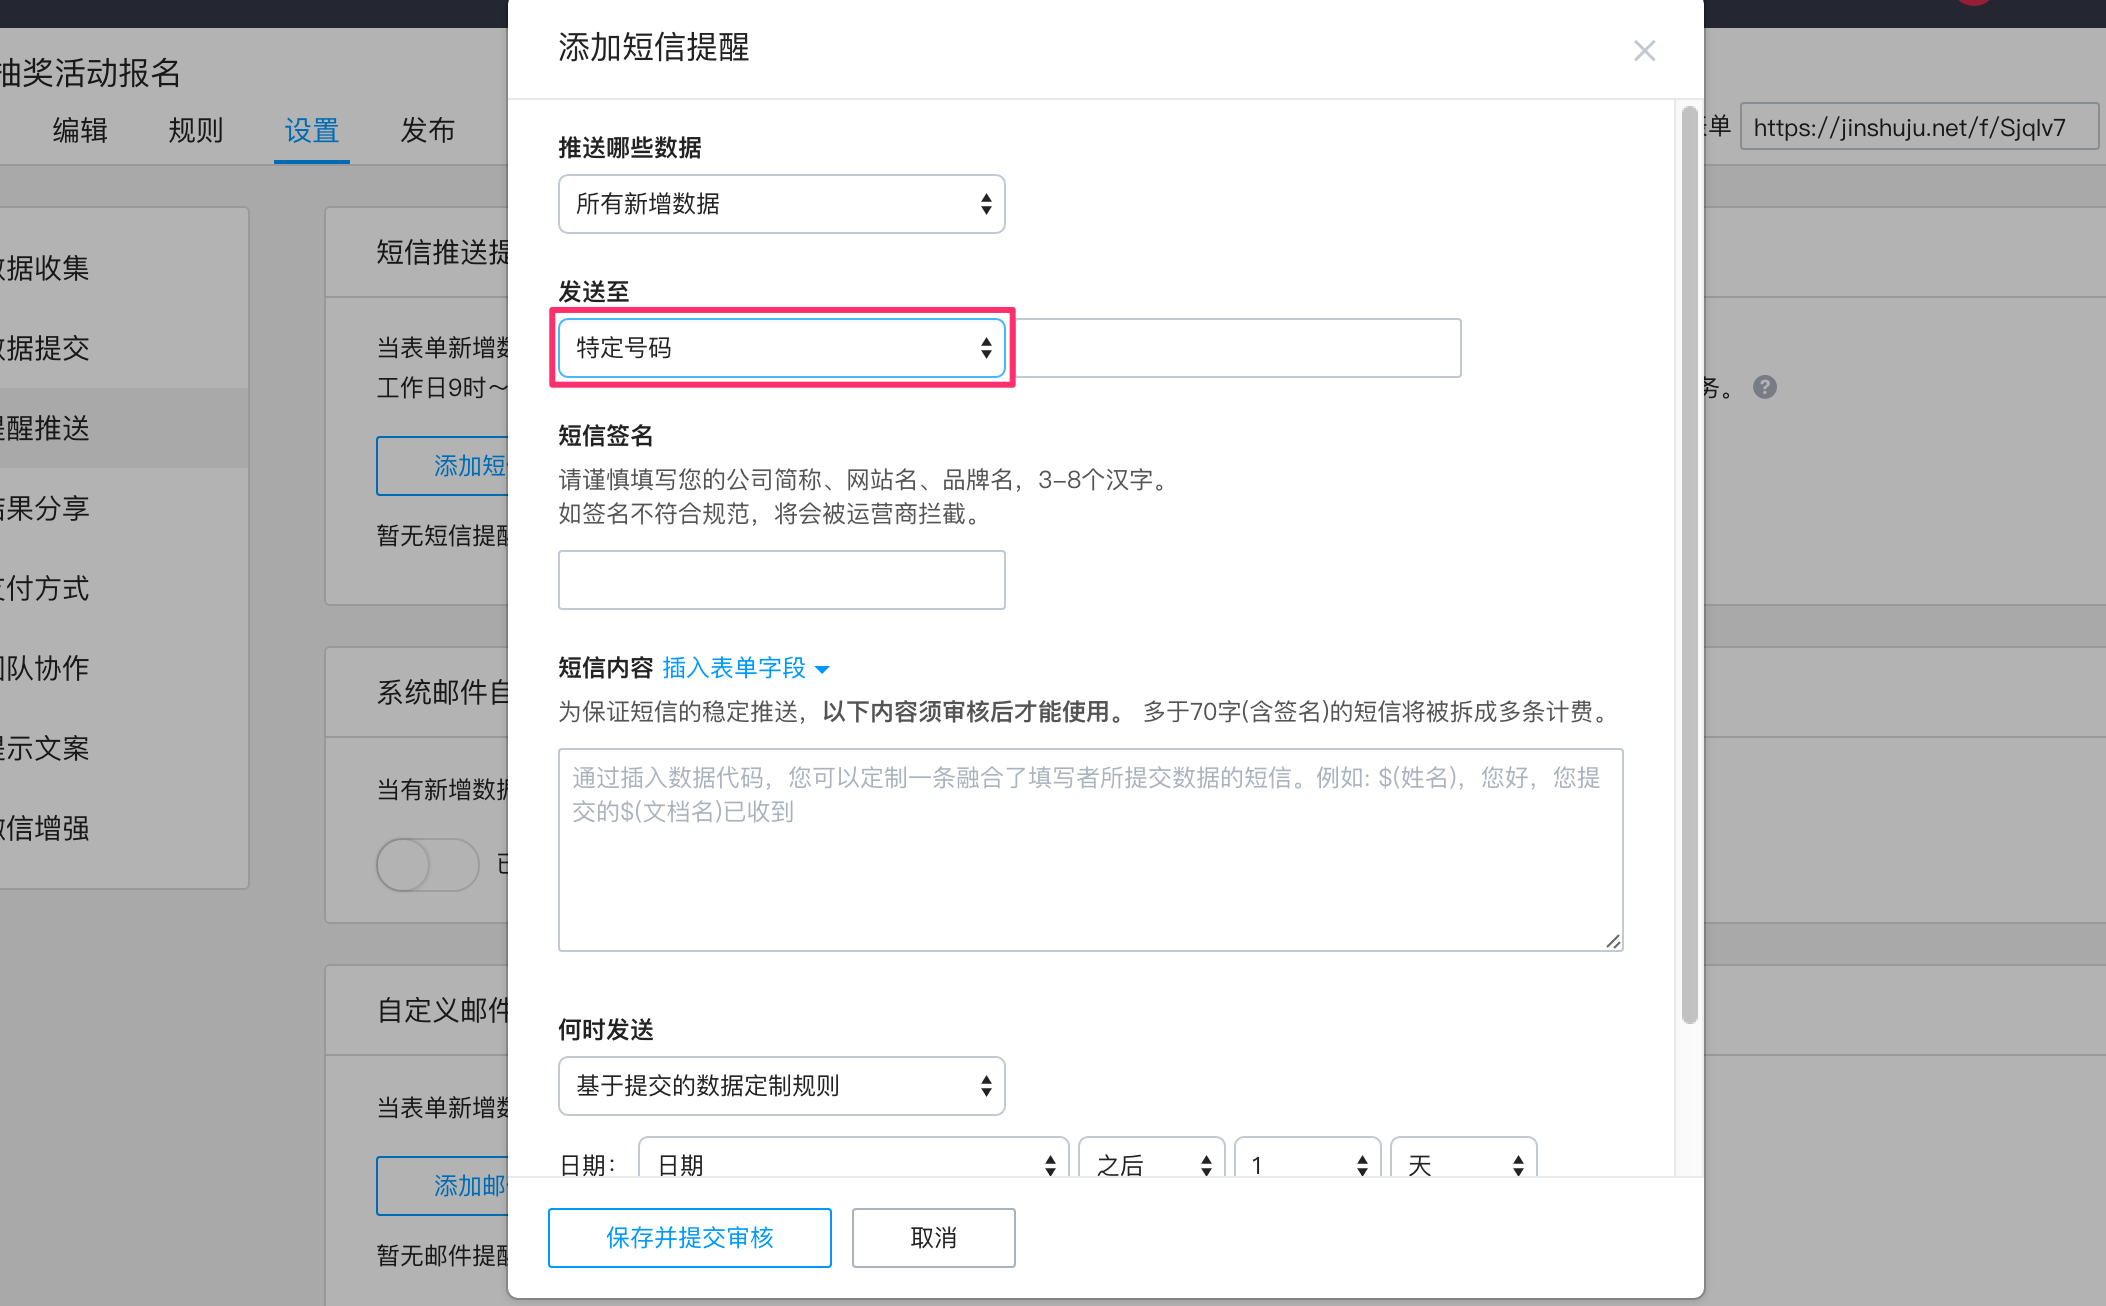 抽奖活动报名
编辑
规则
设置
发布
单
https://jinshuju.net/f/Sjqlv7
据收集
据提交
醒推送
果分享
付方式
队协作
示文案
信增强
短信推送提
当表单新增数
工作日9时～
务。
添加短
暂无短信提醒
系统邮件自
当有新增数据
已
自定义邮件
当表单新增数
添加邮
暂无邮件提醒
添加短信提醒
推送哪些数据
所有新增数据
发送至
特定号码
短信签名
请谨慎填写您的公司简称、网站名、品牌名，3-8个汉字。
如签名不符合规范，将会被运营商拦截。
短信内容 插入表单字段
为保证短信的稳定推送，以下内容须审核后才能使用。 多于70字(含签名)的短信将被拆成多条计费。
通过插入数据代码，您可以定制一条融合了填写者所提交数据的短信。例如: $(姓名)，您好，您提
交的$(文档名)已收到
何时发送
基于提交的数据定制规则
日期： 日期 之后 1 天
保存并提交审核
取消